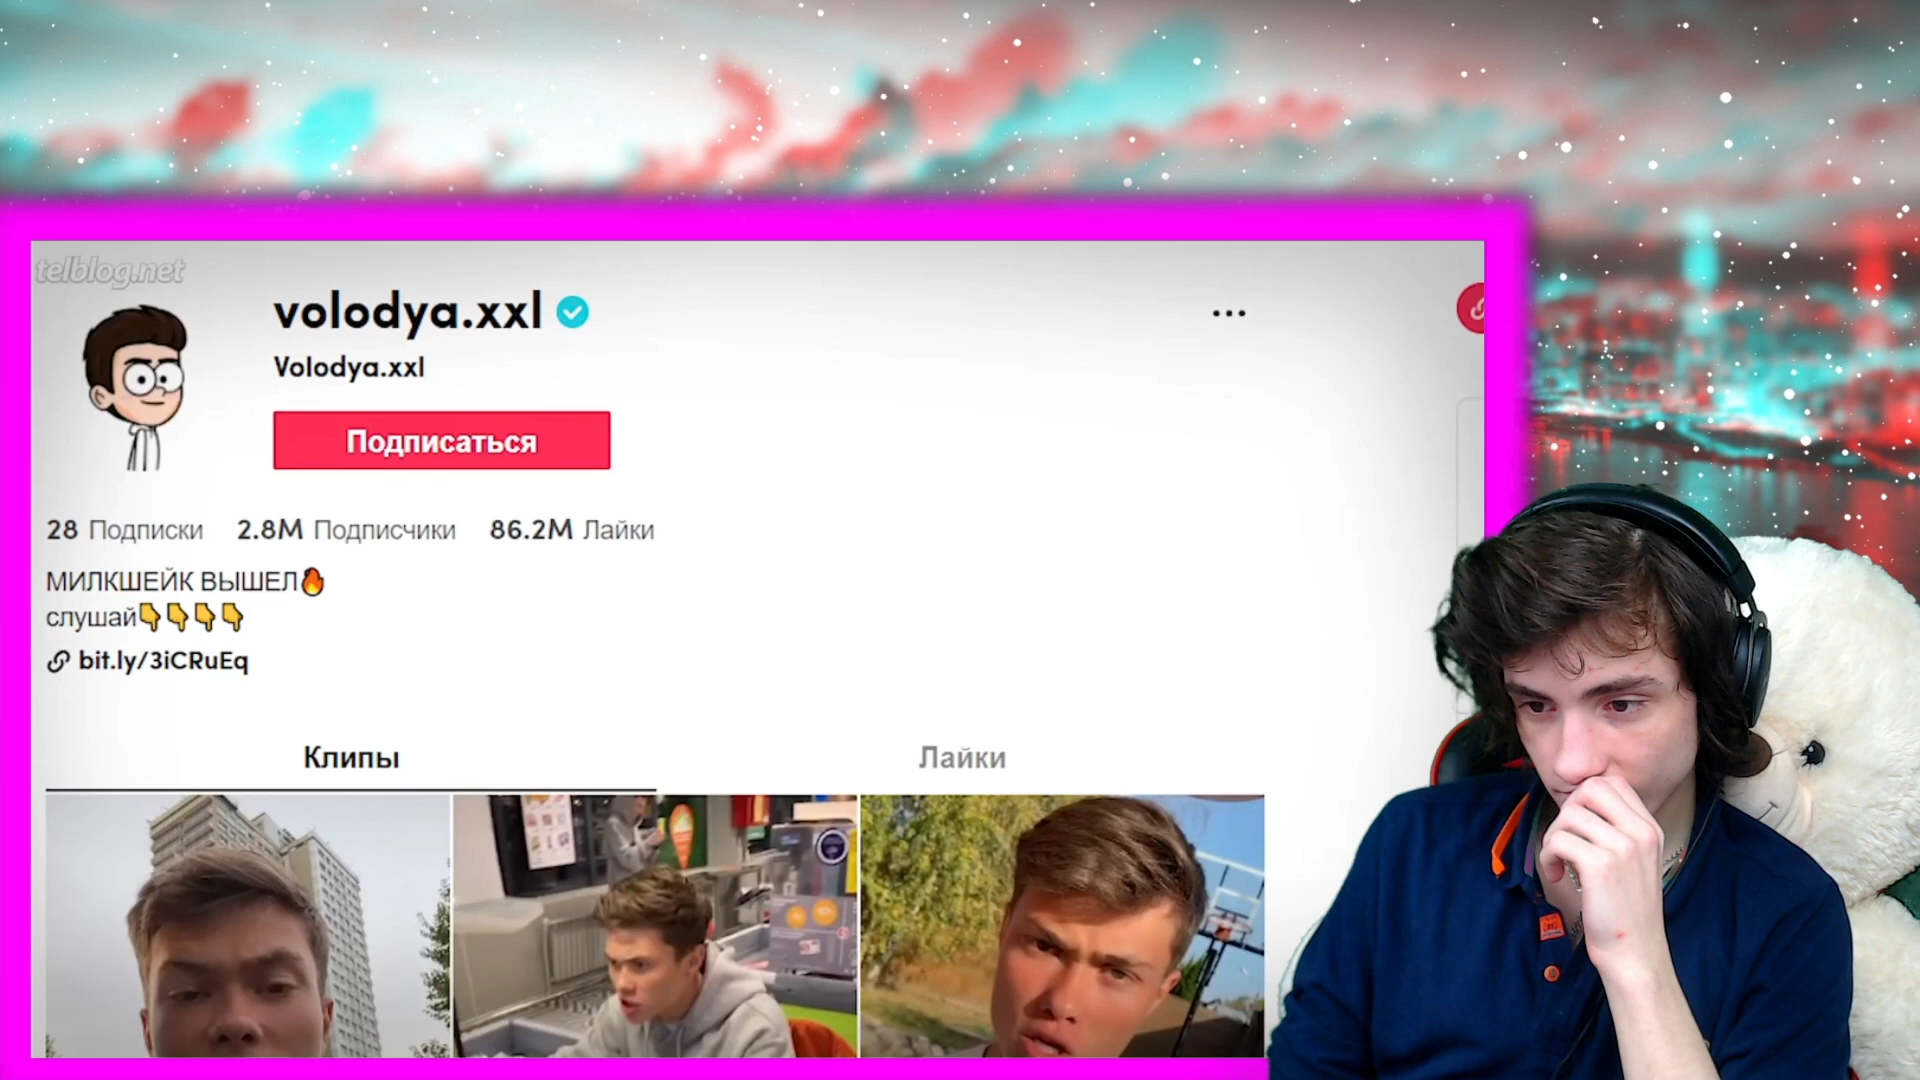 telblog.net
volodya.xxl
Volodya.xxl
Подписаться
28 Подписки 2.8M Подписчики 86.2M Лайки
МИЛКШЕЙК ВЫШЕЛ🔥
слушай👇👇👇👇
bit.ly/3iCRuEq
Клипы Лайки